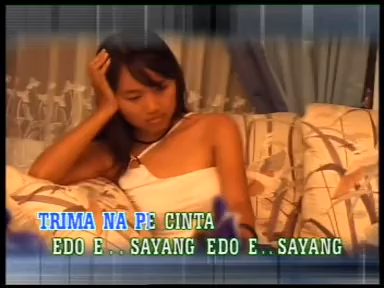 TRIMA NA PE CINTA
EDO E . . SAYANG EDO E . . SAYANG